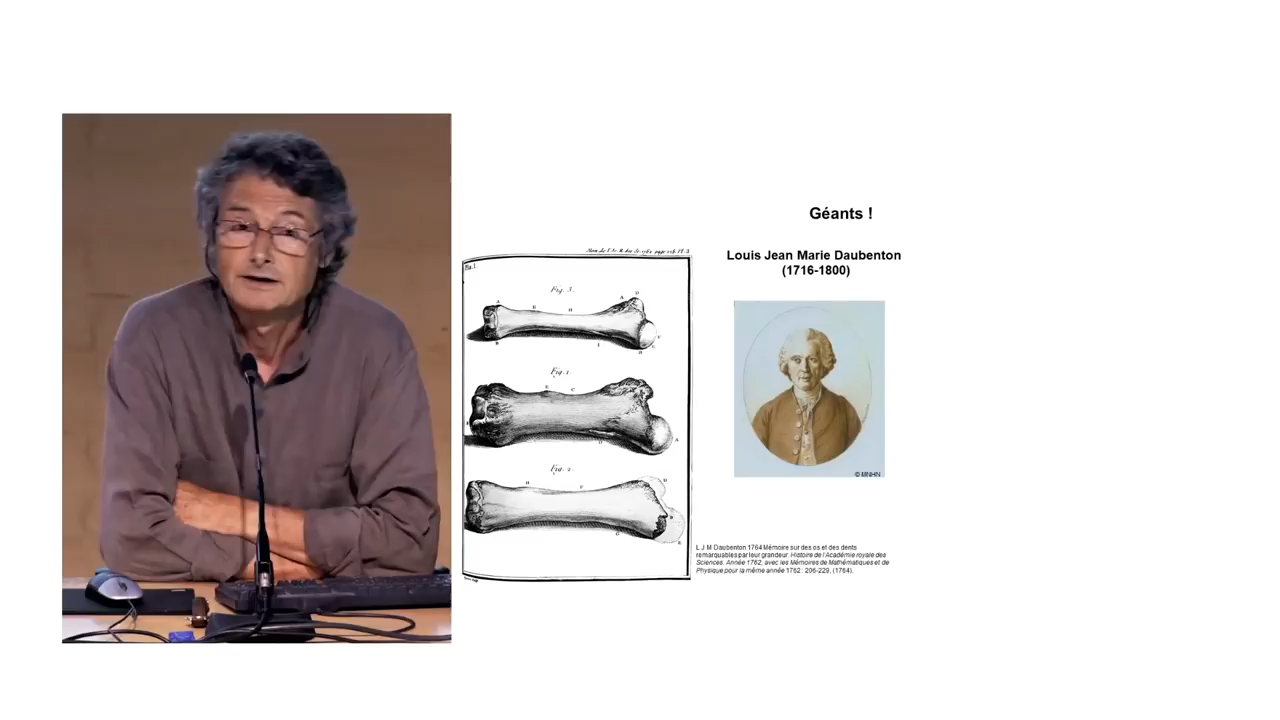 Géants !
Louis Jean Marie Daubenton
(1716-1800)
Fig. 3.
Fig. 1.
Fig. 2.
© MNHN
L J M Daubenton 1764 Mémoire sur des os et des dents
remarquables par leur grandeur. Histoire de l'Académie royale des
Sciences. Année 1762, avec les Mémoires de Mathématiques et de
Physique pour la même année 1762: 206-229, (1764).